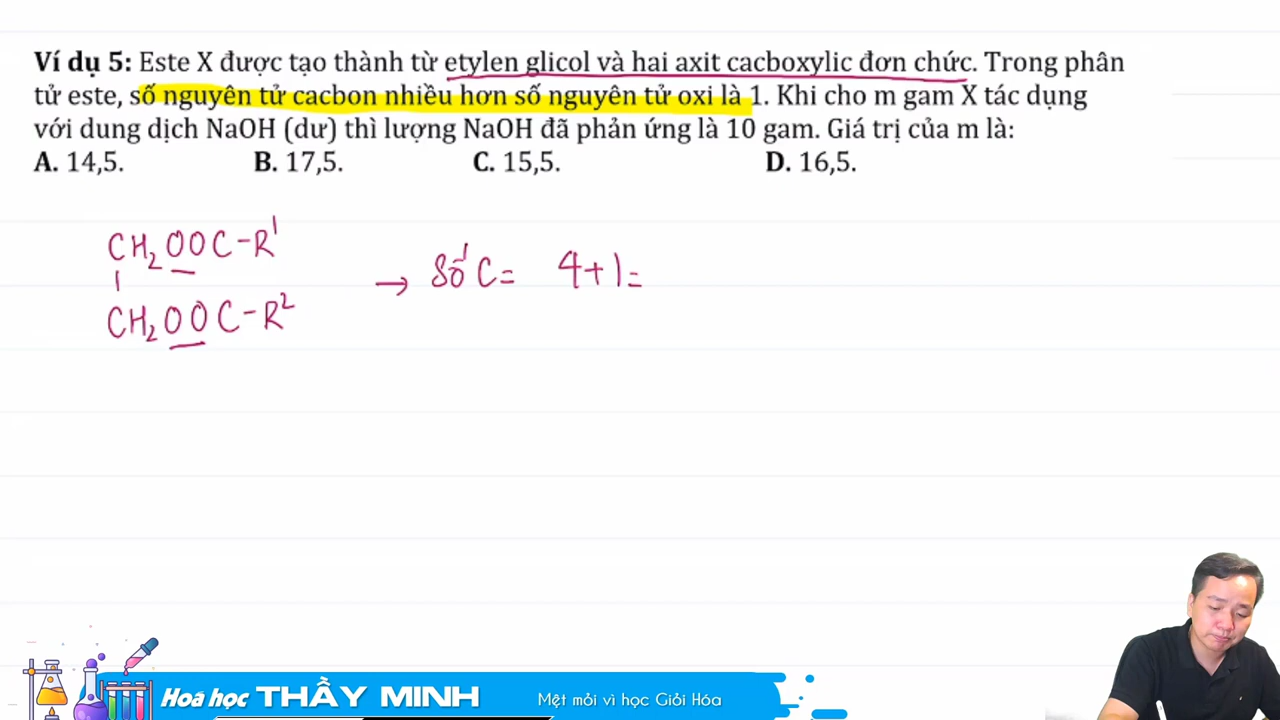 Ví dụ 5: Este X được tạo thành từ etylen glicol và hai axit cacboxylic đơn chức. Trong phân
tử este, số nguyên tử cacbon nhiều hơn số nguyên tử oxi là 1. Khi cho m gam X tác dụng
với dung dịch NaOH (dư) thì lượng NaOH đã phản ứng là 10 gam. Giá trị của m là:
A. 14,5. B. 17,5. C. 15,5. D. 16,5.
CH₂OOC-R¹
→ Số C= 4+1=
CH₂OOC-R²
Hoá học THẦY MINH Mệt mỏi vì học Giỏi Hóa